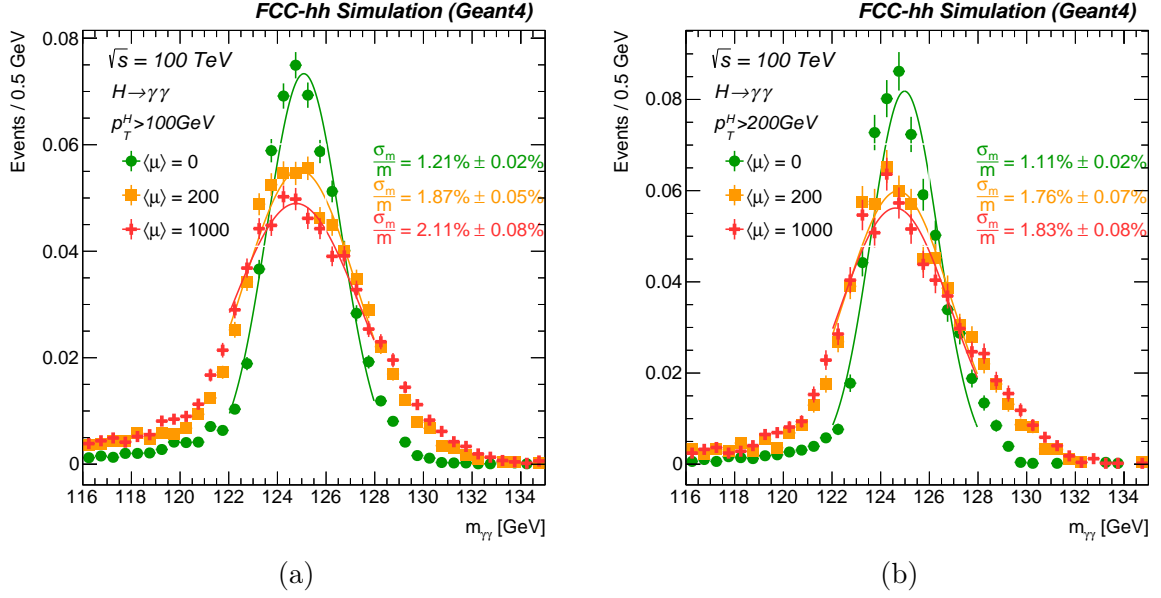 FCC-hh Simulation (Geant4)
Events / 0.5 GeV
√s = 100 TeV
H→γγ
p_T^H>100GeV
⟨μ⟩ = 0
⟨μ⟩ = 200
⟨μ⟩ = 1000
σ_m/m = 1.21% ± 0.02%
σ_m/m = 1.87% ± 0.05%
σ_m/m = 2.11% ± 0.08%
0.08
0.06
0.04
0.02
0
116 118 120 122 124 126 128 130 132 134
m_γγ [GeV]
(a)
FCC-hh Simulation (Geant4)
Events / 0.5 GeV
√s = 100 TeV
H→γγ
p_T^H>200GeV
⟨μ⟩ = 0
⟨μ⟩ = 200
⟨μ⟩ = 1000
σ_m/m = 1.11% ± 0.02%
σ_m/m = 1.76% ± 0.07%
σ_m/m = 1.83% ± 0.08%
0.08
0.06
0.04
0.02
0
116 118 120 122 124 126 128 130 132 134
m_γγ [GeV]
(b)